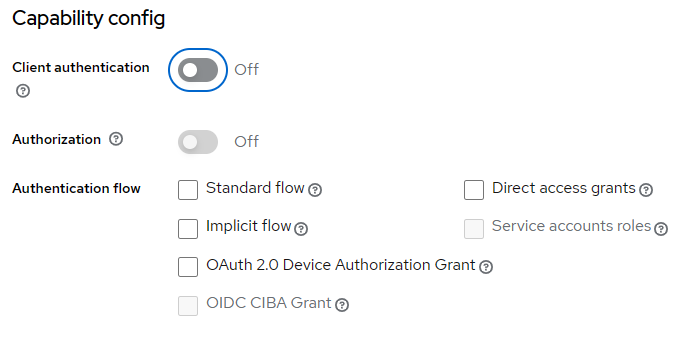 Capability config
Client authentication
Off
Authorization
Off
Authentication flow
Standard flow
Direct access grants
Implicit flow
Service accounts roles
OAuth 2.0 Device Authorization Grant
OIDC CIBA Grant